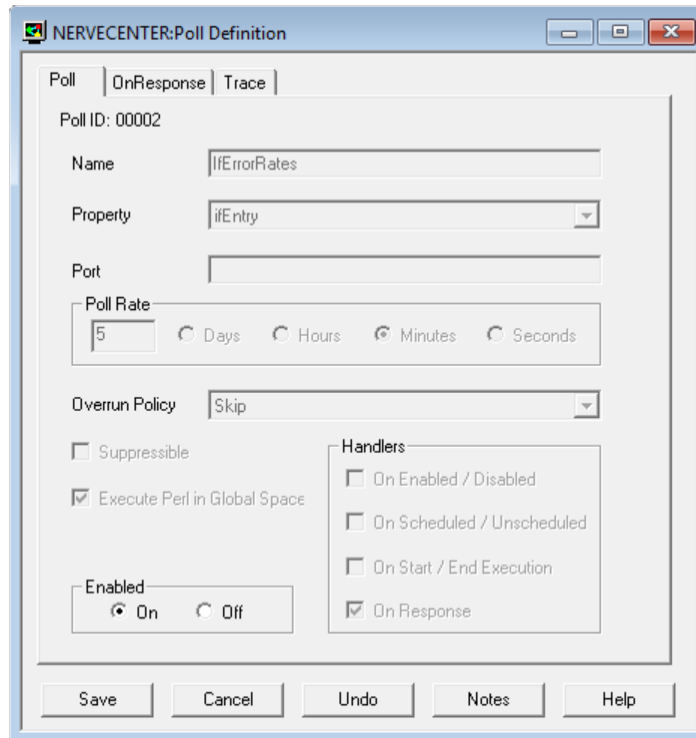 NERVECENTER:Poll Definition
Poll OnResponse Trace
Poll ID: 00002
Name IfErrorRates
Property ifEntry
Port
Poll Rate
5 Days Hours Minutes Seconds
Overrun Policy Skip
Suppressible
Execute Perl in Global Space
Handlers
On Enabled / Disabled
On Scheduled / Unscheduled
On Start / End Execution
On Response
Enabled
On Off
Save Cancel Undo Notes Help